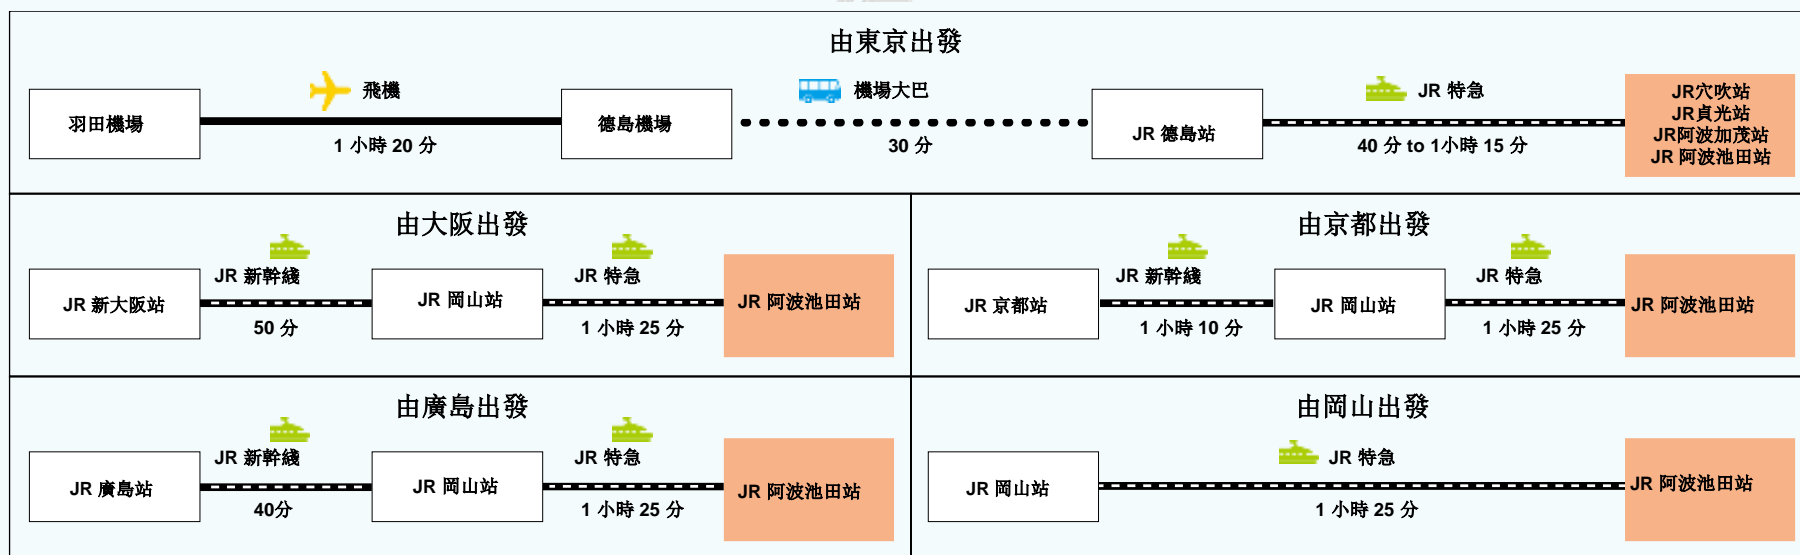 由東京出發
飛機
機場大巴
JR 特急
羽田機場
德島機場
JR 德島站
JR穴吹站
JR貞光站
JR阿波加茂站
JR 阿波池田站
1 小時 20 分
30 分
40 分 to 1小時 15 分
由大阪出發
JR 新幹綫
JR 特急
JR 新大阪站
JR 岡山站
JR 阿波池田站
50 分
1 小時 25 分
由京都出發
JR 新幹綫
JR 特急
JR 京都站
JR 岡山站
JR 阿波池田站
1 小時 10 分
1 小時 25 分
由廣島出發
JR 新幹綫
JR 特急
JR 廣島站
JR 岡山站
JR 阿波池田站
40分
1 小時 25 分
由岡山出發
JR 特急
JR 岡山站
JR 阿波池田站
1 小時 25 分